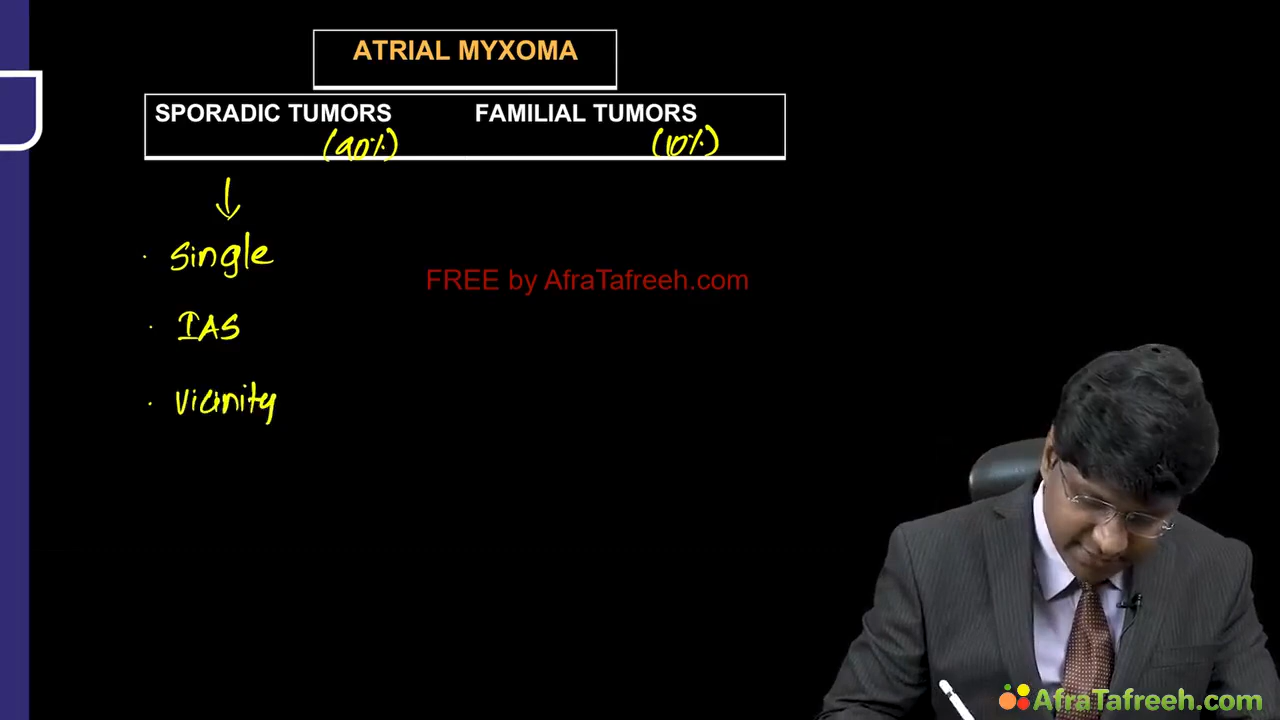 ATRIAL MYXOMA
SPORADIC TUMORS FAMILIAL TUMORS
(90%) (10%)
↓
· Single
FREE by AfraTafreeh.com
· IAS
· Vicinity
AfraTafreeh.com